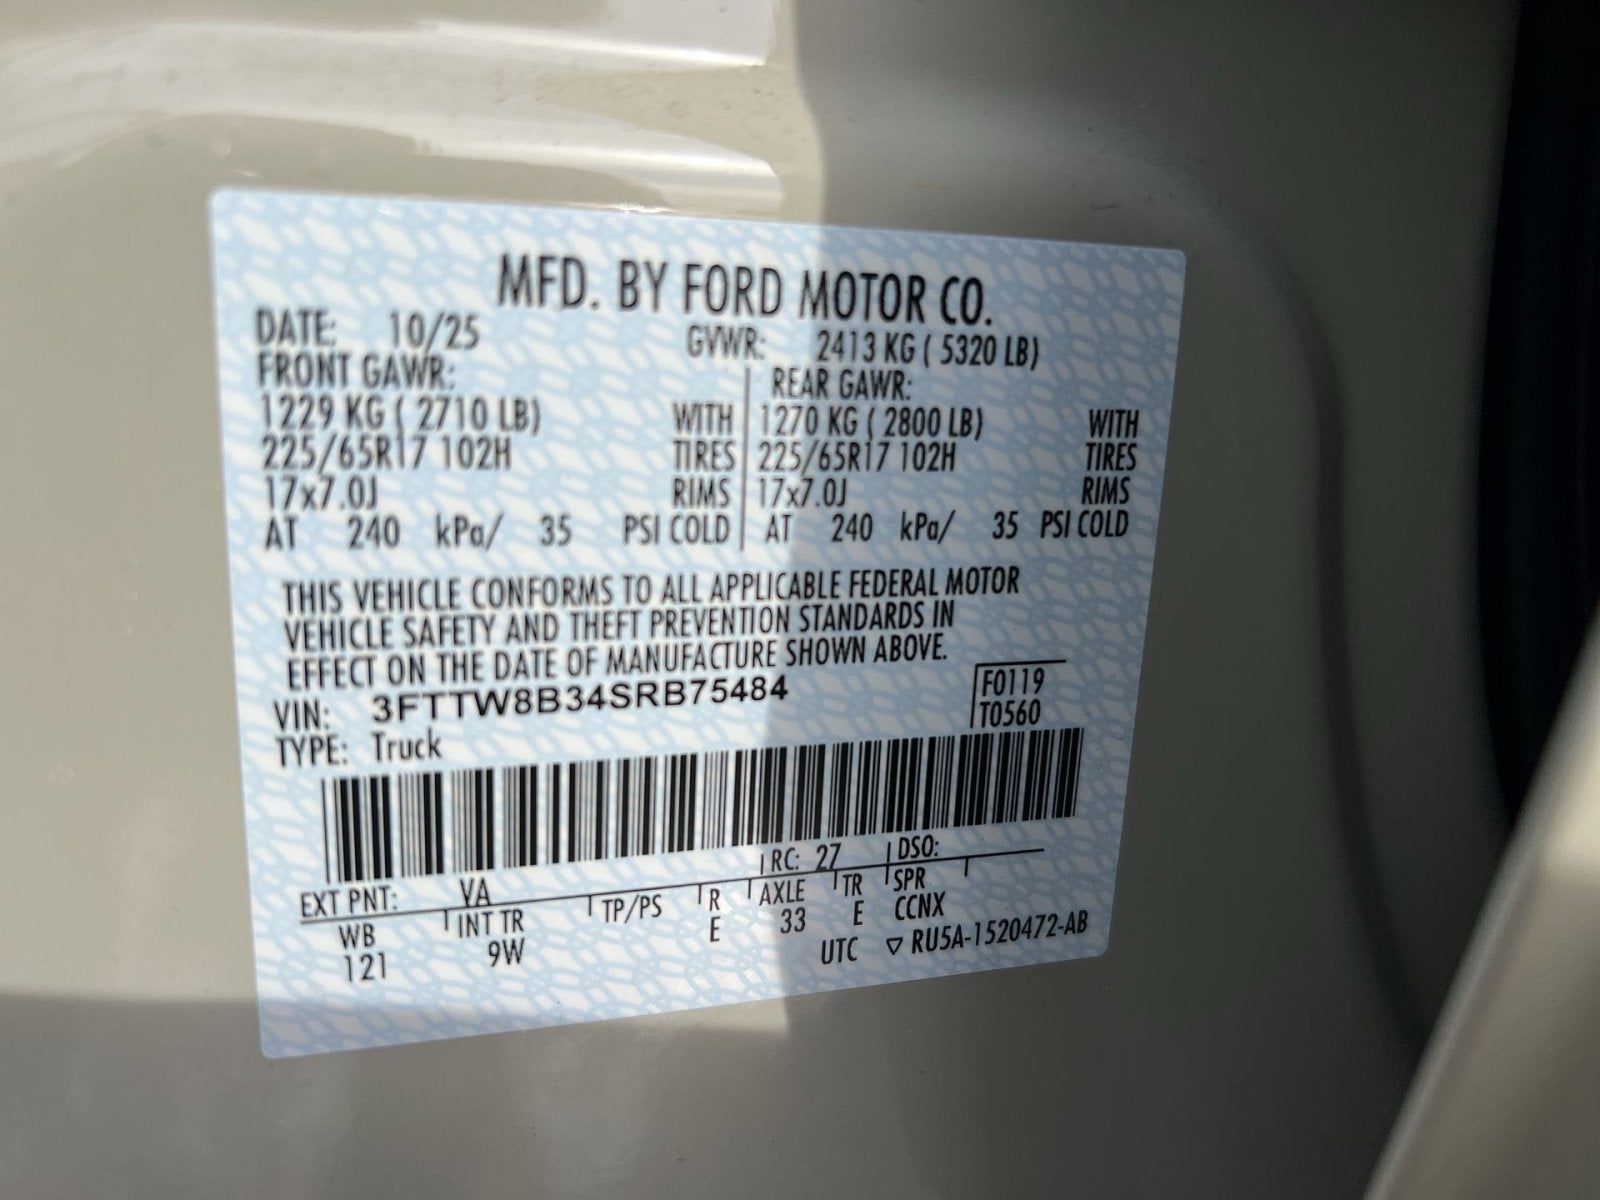 MFD. BY FORD MOTOR CO.
DATE: 10/25 GVWR: 2413 KG ( 5320 LB)
FRONT GAWR: REAR GAWR:
1229 KG ( 2710 LB) WITH 1270 KG ( 2800 LB) WITH
225/65R17 102H TIRES 225/65R17 102H TIRES
17x7.0J RIMS 17x7.0J RIMS
AT 240 kPa/ 35 PSI COLD AT 240 kPa/ 35 PSI COLD
THIS VEHICLE CONFORMS TO ALL APPLICABLE FEDERAL MOTOR
VEHICLE SAFETY AND THEFT PREVENTION STANDARDS IN
EFFECT ON THE DATE OF MANUFACTURE SHOWN ABOVE.
VIN: 3FTTW8B34SRB75484 F0119
TYPE: Truck T0560
EXT PNT: VA RC: 27 DSO:
WB INT TR TP/PS R AXLE TR SPR
121 9W E 33 E CCNX
UTC ▽ RU5A-1520472-AB